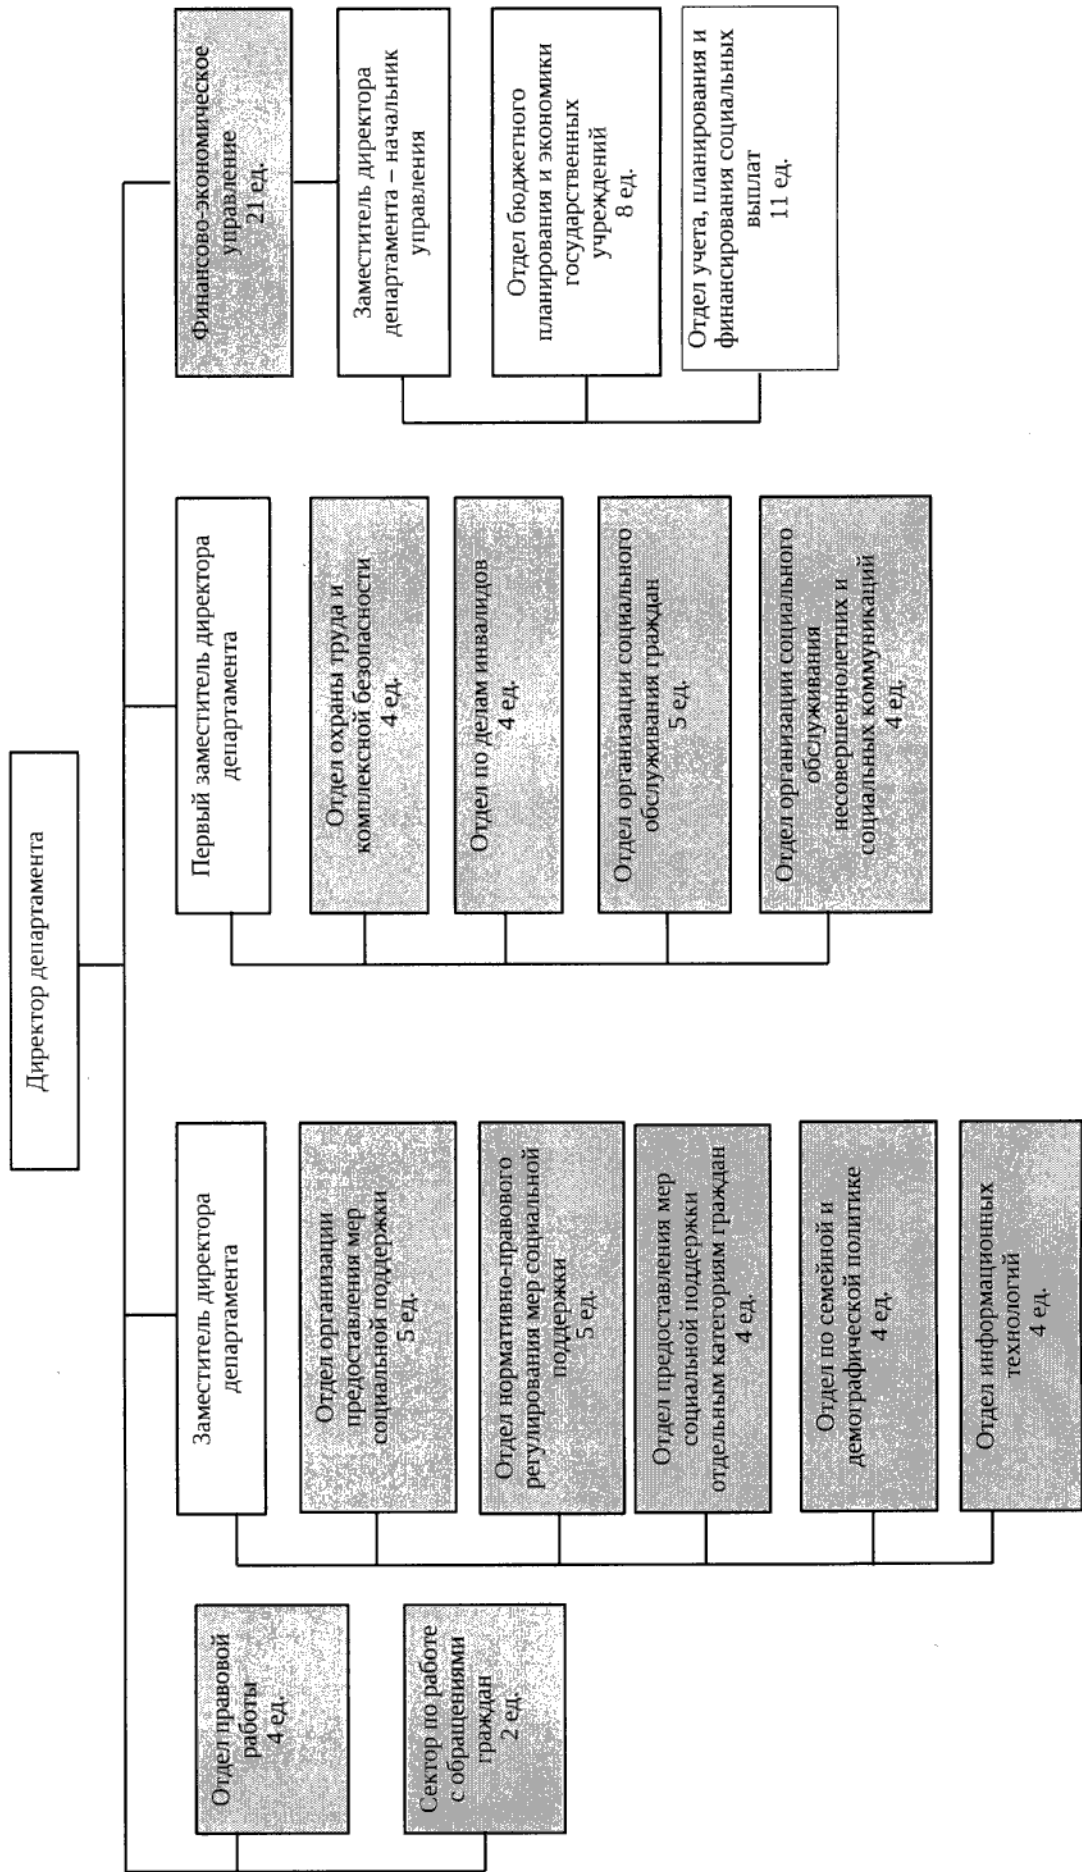 Директор департамента
Отдел правовой
работы
4 ед.
Сектор по работе
с обращениями
граждан
2 ед.
Заместитель директора
департамента
Отдел организации
предоставления мер
социальной поддержки
5 ед.
Отдел нормативно-правового
регулирования мер социальной
поддержки
5 ед.
Отдел предоставления мер
социальной поддержки
отдельным категориям граждан
4 ед.
Отдел по семейной и
демографической политике
4 ед.
Отдел информационных
технологий
4 ед.
Первый заместитель директора
департамента
Отдел охраны труда и
комплексной безопасности
4 ед.
Отдел по делам инвалидов
4 ед.
Отдел организации социального
обслуживания граждан
5 ед.
Отдел организации социального
обслуживания
несовершеннолетних и
социальных коммуникаций
4 ед.
Финансово-экономическое
управление
21 ед.
Заместитель директора
департамента – начальник
управления
Отдел бюджетного
планирования и экономики
государственных
учреждений
8 ед.
Отдел учета, планирования и
финансирования социальных
выплат
11 ед.